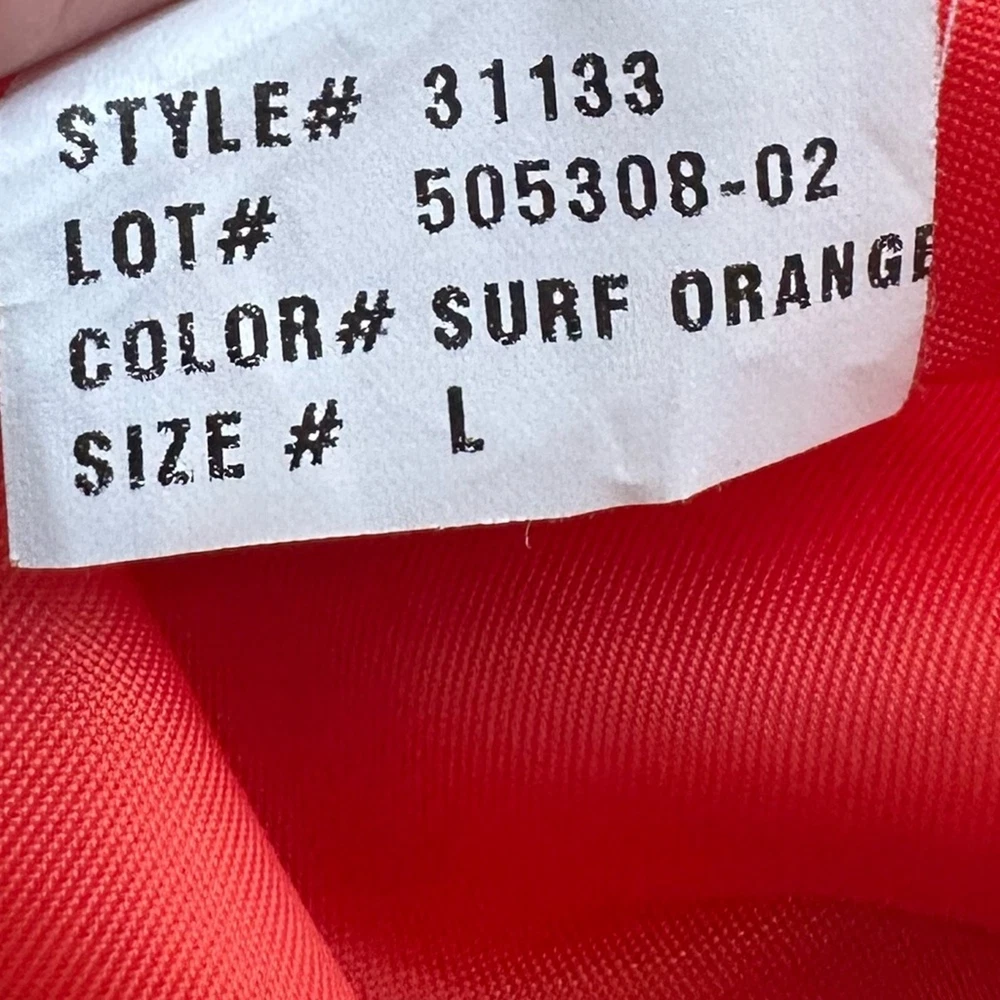 STYLE# 31133
LOT# 505308-02
COLOR# SURF ORANGE
SIZE # L